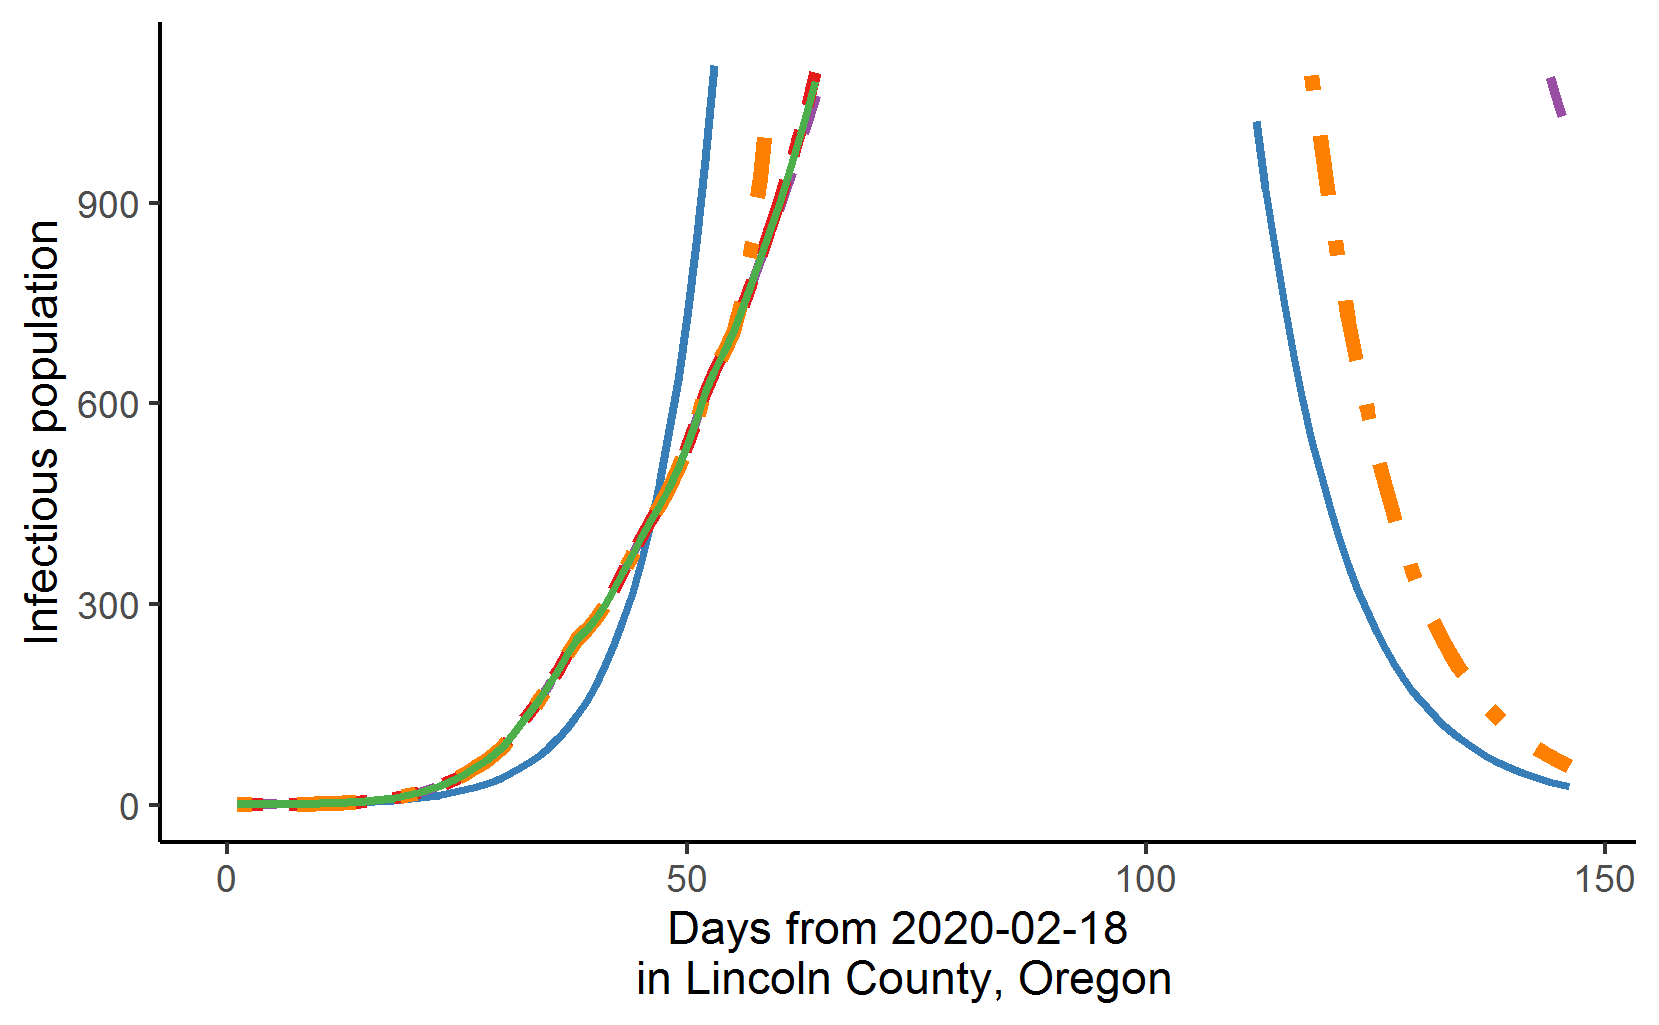 Infectious population
900
600
300
0
0
50
100
150
Days from 2020-02-18
in Lincoln County, Oregon